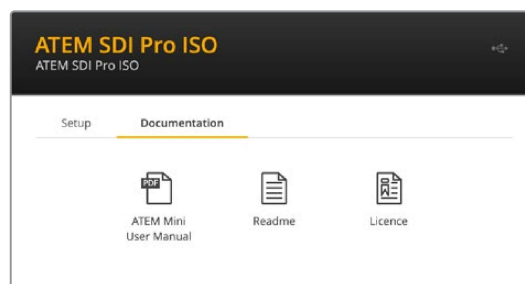 ATEM SDI Pro ISO
ATEM SDI Pro ISO
Setup
Documentation
PDF
ATEM Mini
User Manual
Readme
Licence